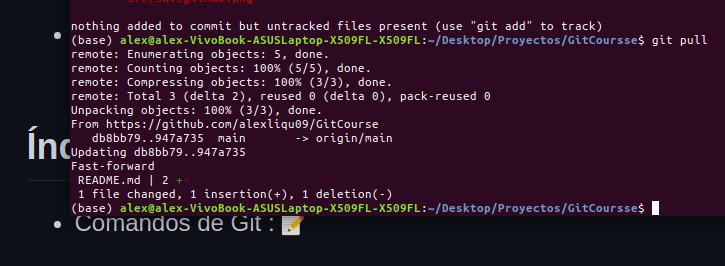 nothing added to commit but untracked files present (use "git add" to track)
(base) alex@alex-VivoBook-ASUSLaptop-X509FL-X509FL:~/Desktop/Proyectos/GitCoursse$ git pull
remote: Enumerating objects: 5, done.
remote: Counting objects: 100% (5/5), done.
remote: Compressing objects: 100% (3/3), done.
remote: Total 3 (delta 2), reused 0 (delta 0), pack-reused 0
Unpacking objects: 100% (3/3), done.
From https://github.com/alexliqu09/GitCourse
   db8bb79..947a735  main       -> origin/main
Updating db8bb79..947a735
Fast-forward
 README.md | 2 +-
 1 file changed, 1 insertion(+), 1 deletion(-)
(base) alex@alex-VivoBook-ASUSLaptop-X509FL-X509FL:~/Desktop/Proyectos/GitCoursse$
Índ
Comandos de Git : 📝